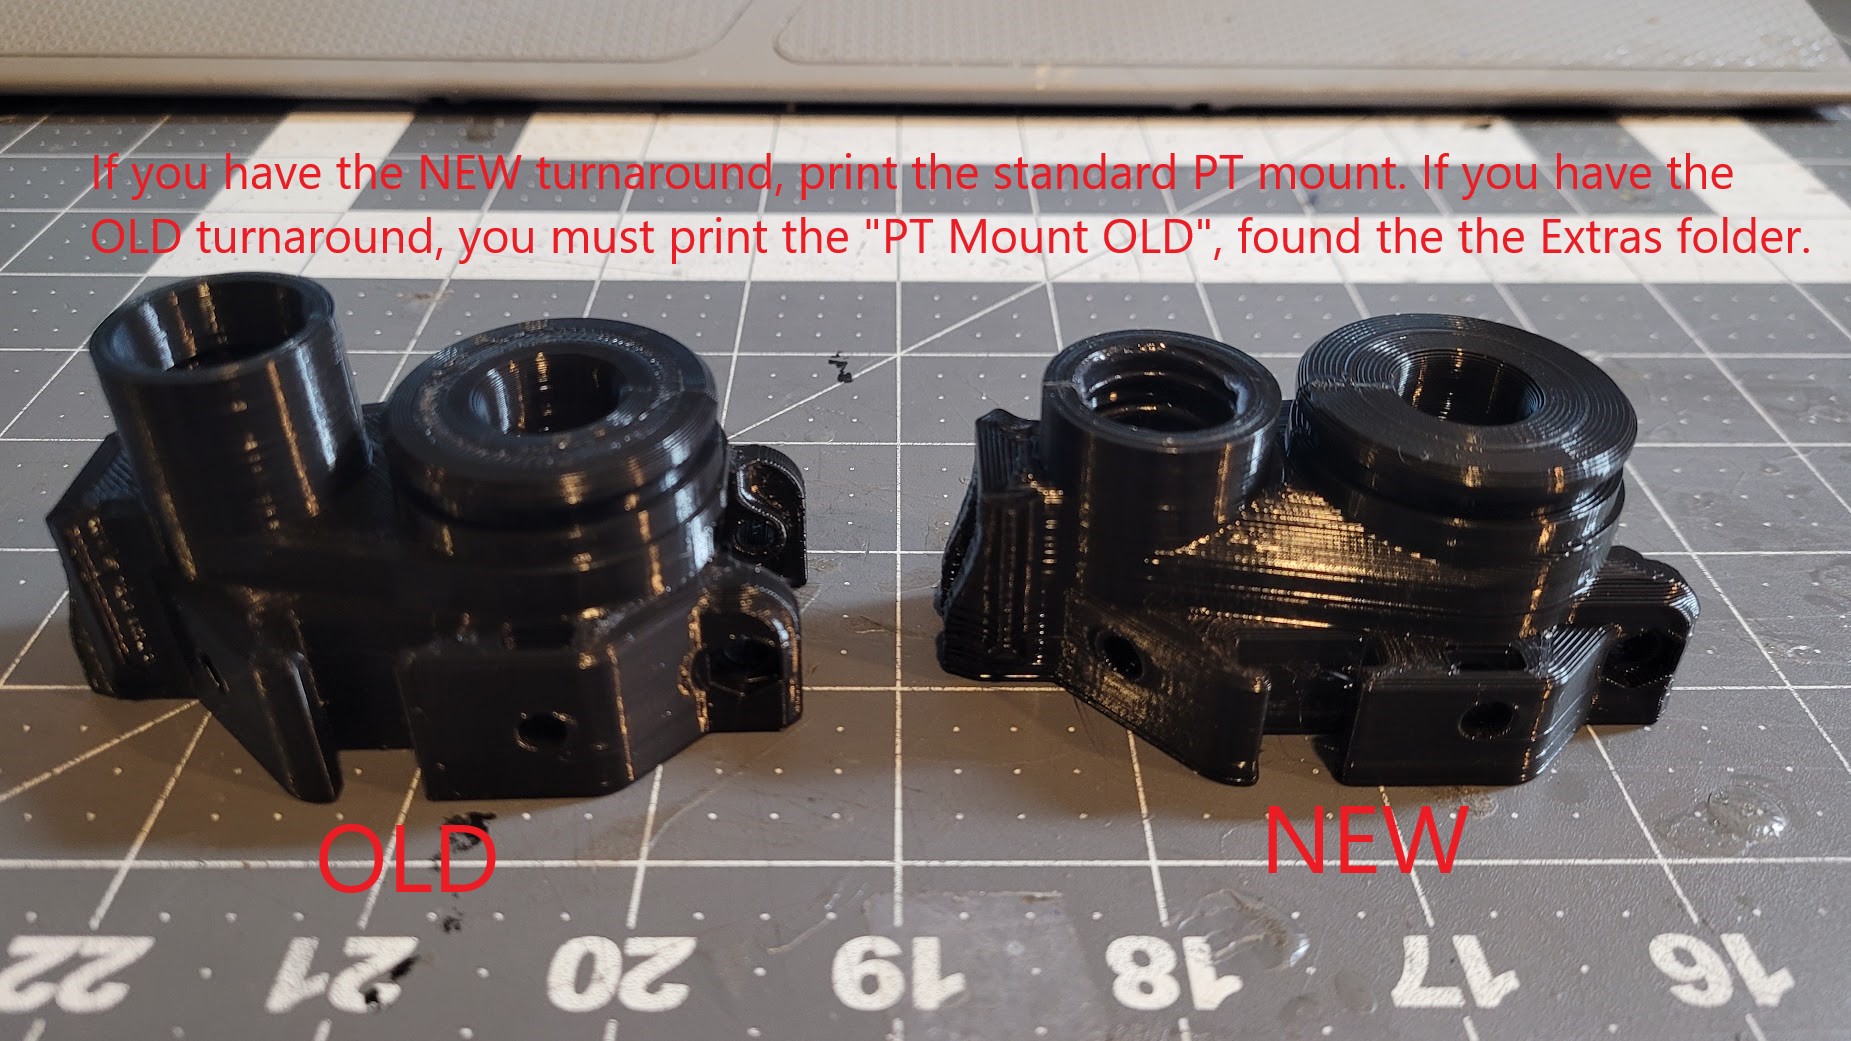 If you have the NEW turnaround, print the standard PT mount. If you have the
OLD turnaround, you must print the "PT Mount OLD", found the the Extras folder.
OLD
NEW
22 21 20 19 18 17 16